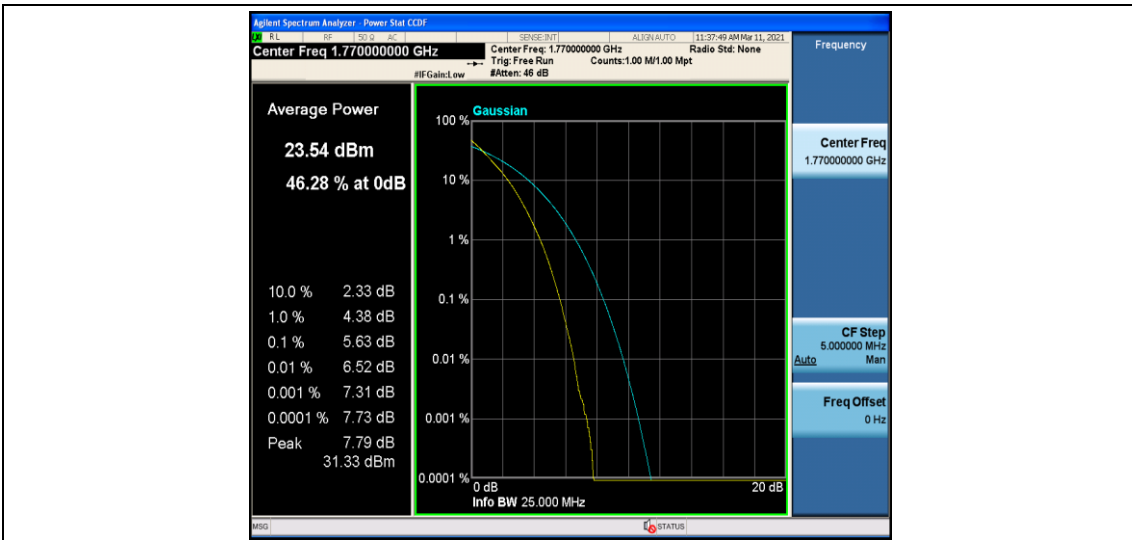 Agilent Spectrum Analyzer - Power Stat CCDF
LXI RL RF 50 Ω AC SENSE:INT ALIGNAUTO 11:37:49 AM Mar 11, 2021
Center Freq 1.770000000 GHz
Center Freq: 1.770000000 GHz Radio Std: None
Trig: Free Run Counts:1.00 M/1.00 Mpt
#IFGain:Low #Atten: 46 dB
Frequency
Average Power
23.54 dBm
46.28 % at 0dB
10.0 % 2.33 dB
1.0 % 4.38 dB
0.1 % 5.63 dB
0.01 % 6.52 dB
0.001 % 7.31 dB
0.0001 % 7.73 dB
Peak 7.79 dB
31.33 dBm
Gaussian
100 %
10 %
1 %
0.1 %
0.01 %
0.001 %
0.0001 %
0 dB 20 dB
Info BW 25.000 MHz
Center Freq
1.770000000 GHz
CF Step
5.000000 MHz
Auto Man
Freq Offset
0 Hz
MSG STATUS